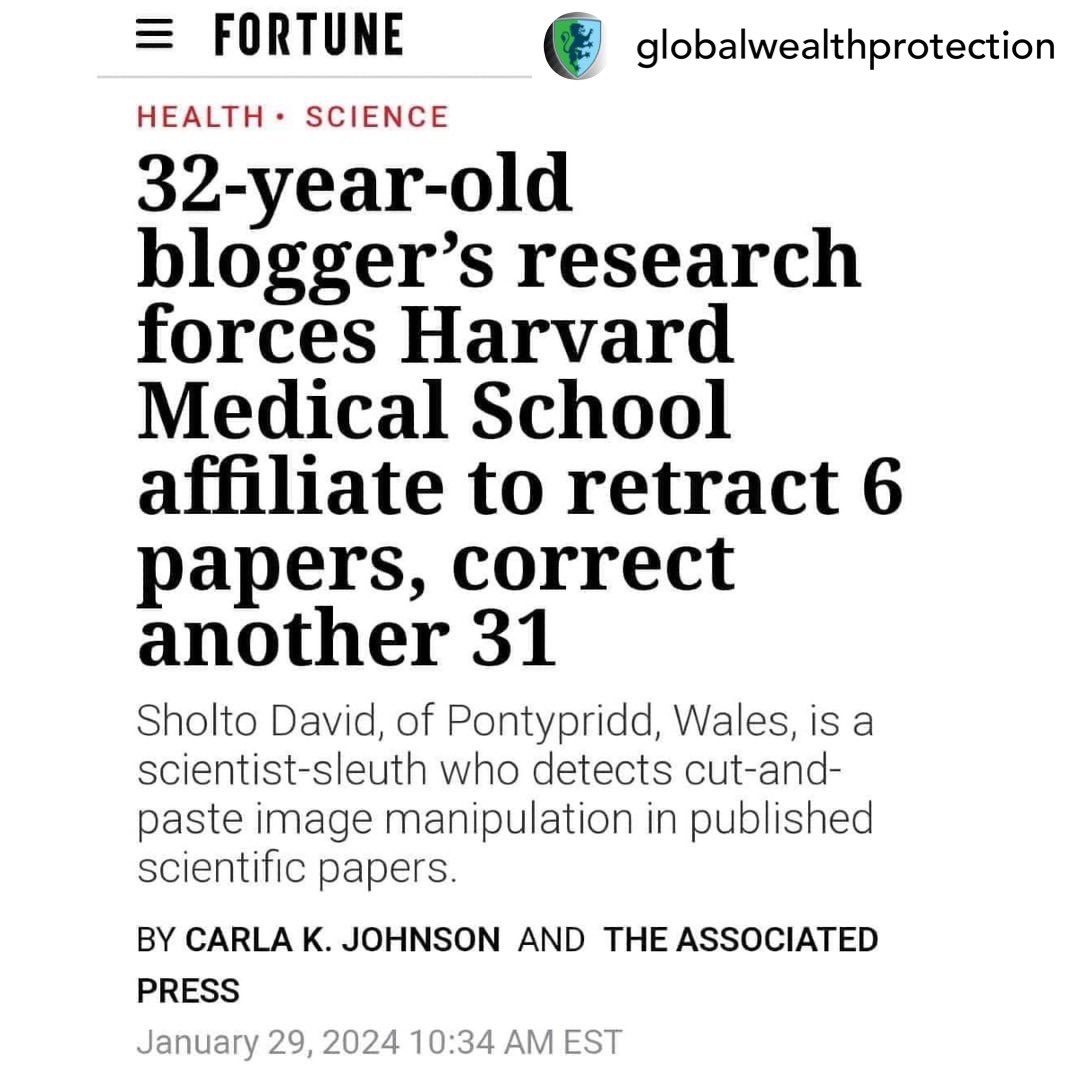 FORTUNE
globalwealthprotection
HEALTH • SCIENCE
32-year-old
blogger’s research
forces Harvard
Medical School
affiliate to retract 6
papers, correct
another 31
Sholto David, of Pontypridd, Wales, is a
scientist-sleuth who detects cut-and-
paste image manipulation in published
scientific papers.
BY CARLA K. JOHNSON AND THE ASSOCIATED
PRESS
January 29, 2024 10:34 AM EST